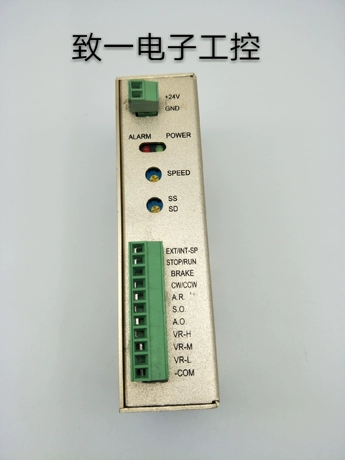 致一电子工控
+24V
GND
ALARM POWER
SPEED
SS
SD
EXT/INT-SP
STOP/RUN
BRAKE
CW/CCW
A.R.
S.O.
A.O.
VR-H
VR-M
VR-L
-COM